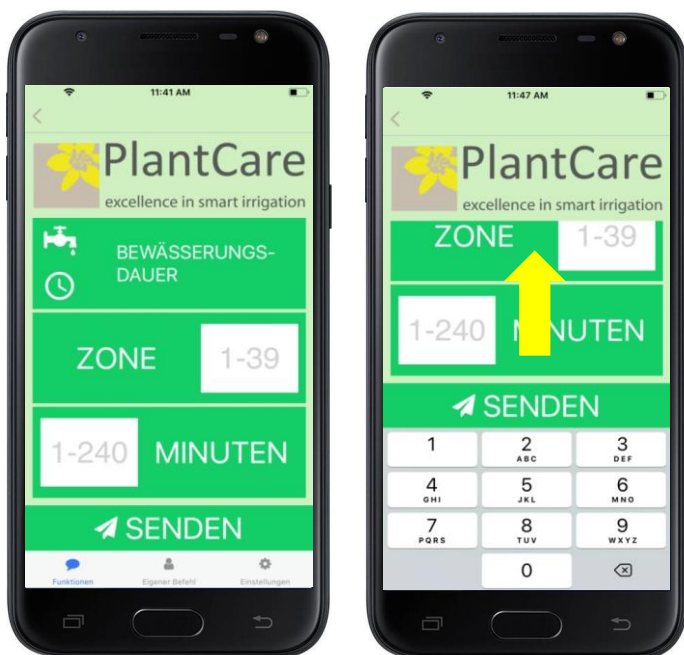 11:41 AM
PlantCare
excellence in smart irrigation
BEWÄSSERUNGS-
DAUER
ZONE 1-39
1-240 MINUTEN
SENDEN
Funktionen Eigener Befehl Einstellungen
11:47 AM
PlantCare
excellence in smart irrigation
ZONE 1-39
1-240 MINUTEN
SENDEN
1 2 3
ABC DEF
4 5 6
GHI JKL MNO
7 8 9
PQRS TUV WXYZ
0